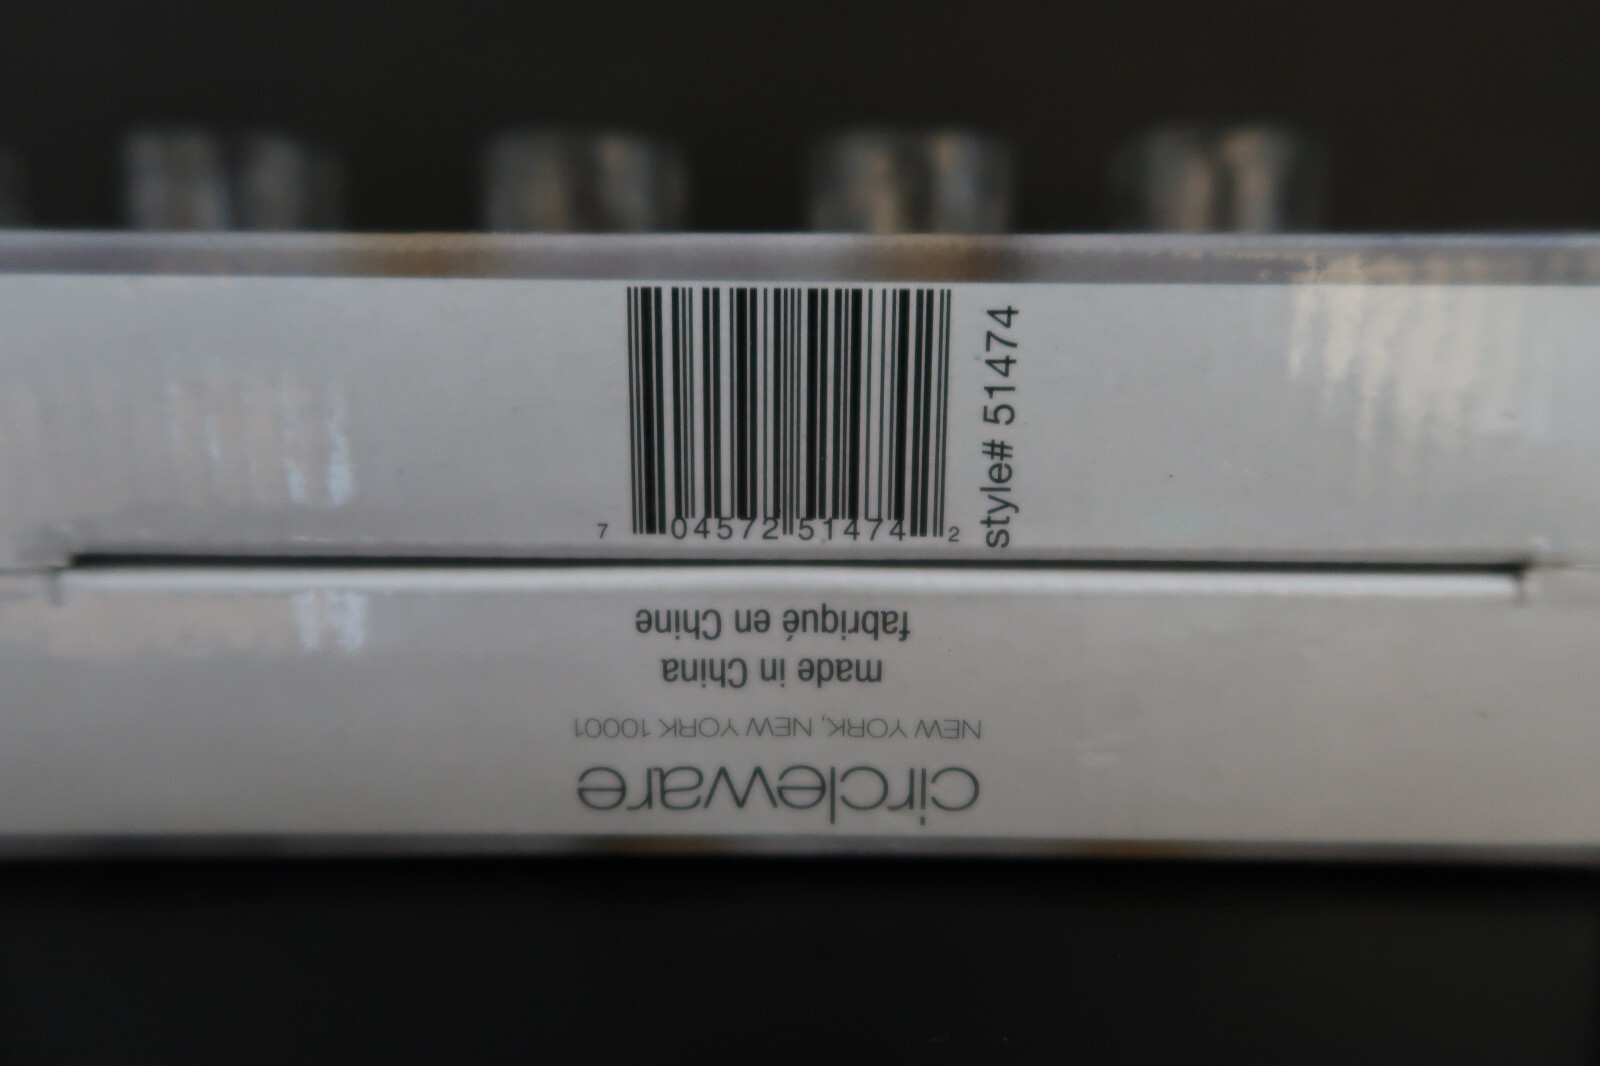 7 04572 51474 2
style# 51474
circleware
NEW YORK, NEW YORK 10001
made in China
fabriqué en Chine